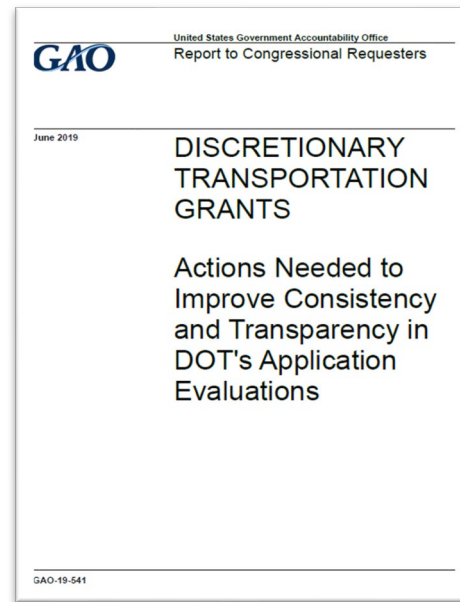 United States Government Accountability Office
GAO
Report to Congressional Requesters
June 2019
DISCRETIONARY
TRANSPORTATION
GRANTS
Actions Needed to
Improve Consistency
and Transparency in
DOT's Application
Evaluations
GAO-19-541